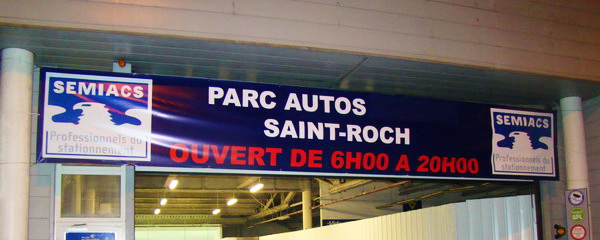 SEMIACS
Professionnels du
stationnement
PARC AUTOS
SAINT-ROCH
OUVERT DE 6H00 A 20H00
SEMIACS
Professionnels du
stationnement